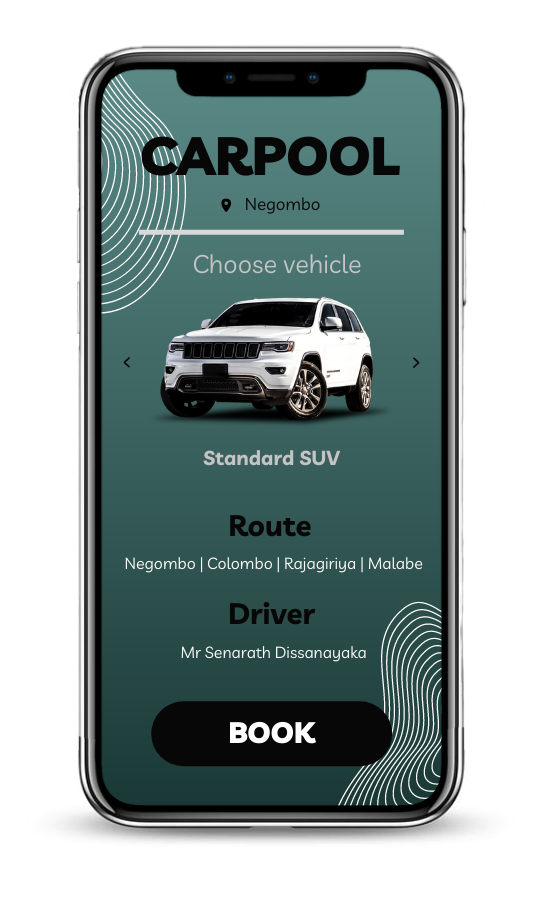 CARPOOL
Negombo
Choose vehicle
Standard SUV
Route
Negombo | Colombo | Rajagiriya | Malabe
Driver
Mr Senarath Dissanayaka
BOOK